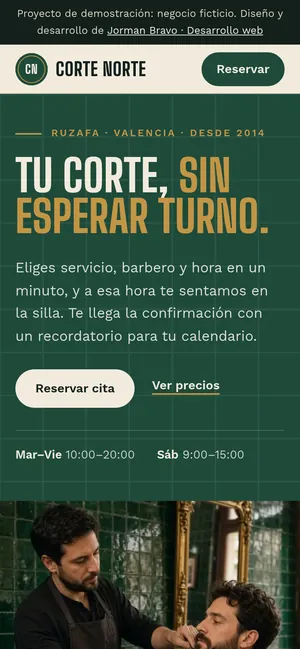 Proyecto de demostración: negocio ficticio. Diseño y
desarrollo de Jorman Bravo · Desarrollo web
CN CORTE NORTE Reservar
RUZAFA · VALENCIA · DESDE 2014
TU CORTE, SIN
ESPERAR TURNO.
Eliges servicio, barbero y hora en un
minuto, y a esa hora te sentamos en
la silla. Te llega la confirmación con
un recordatorio para tu calendario.
Reservar cita Ver precios
Mar–Vie 10:00–20:00 Sáb 9:00–15:00